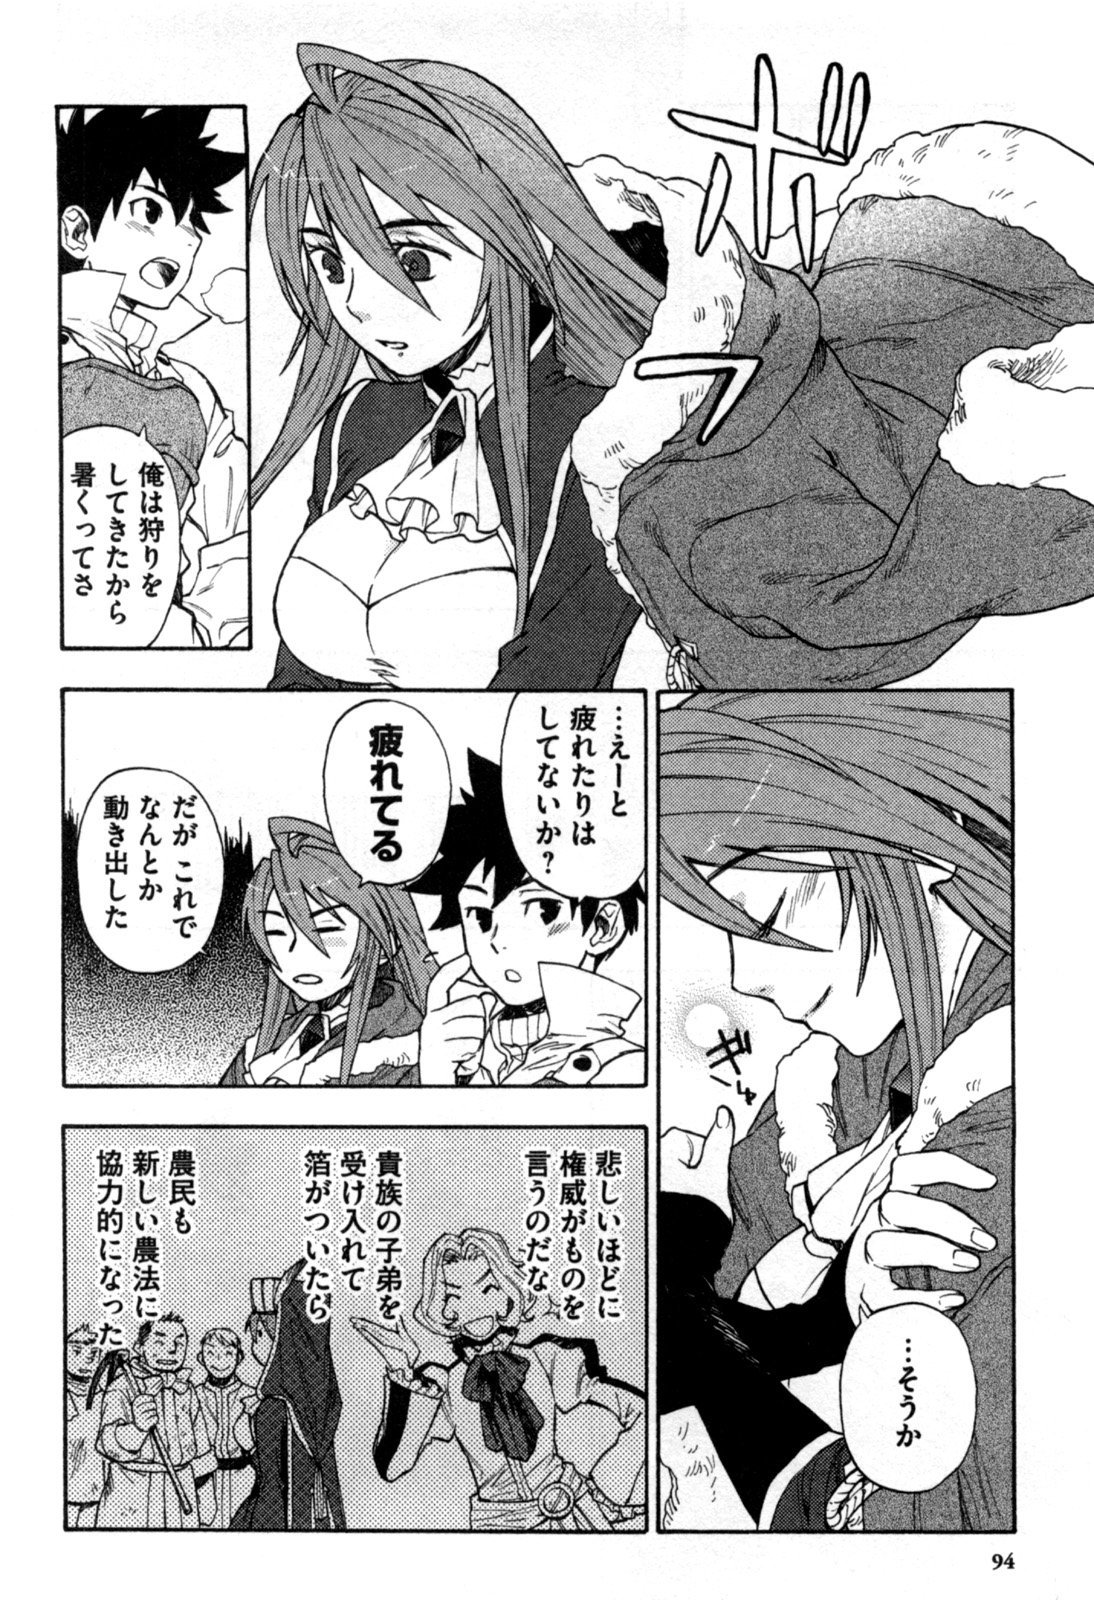 ボフ
俺は狩りを
してきたから
暑くってさ
ギュ
…そうか
…えーと
疲れたりは
してないか?
疲れてる
だが これで
なんとか
動き出した
悲しいほどに
権威がものを
言うのだな
貴族の子弟を
受け入れて
箔がついたら
農民も
新しい農法に
協力的になった
94